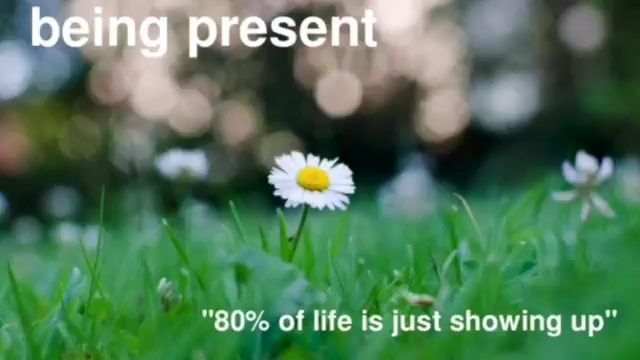 being present
"80% of life is just showing up"